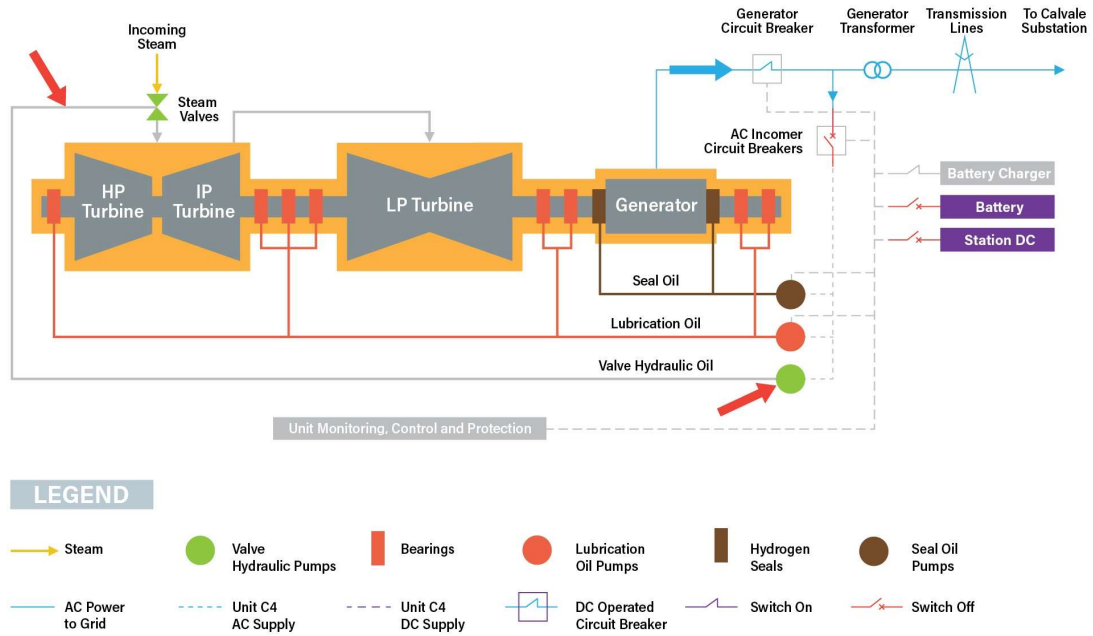 Incoming
Steam
Steam
Valves
Generator
Circuit Breaker
Generator
Transformer
Transmission
Lines
To Calvale
Substation
AC Incomer
Circuit Breakers
Battery Charger
Battery
Station DC
HP
Turbine
IP
Turbine
LP Turbine
Generator
Seal Oil
Lubrication Oil
Valve Hydraulic Oil
Unit Monitoring, Control and Protection
LEGEND
Steam
Valve
Hydraulic Pumps
Bearings
Lubrication
Oil Pumps
Hydrogen
Seals
Seal Oil
Pumps
AC Power
to Grid
Unit C4
AC Supply
Unit C4
DC Supply
DC Operated
Circuit Breaker
Switch On
Switch Off